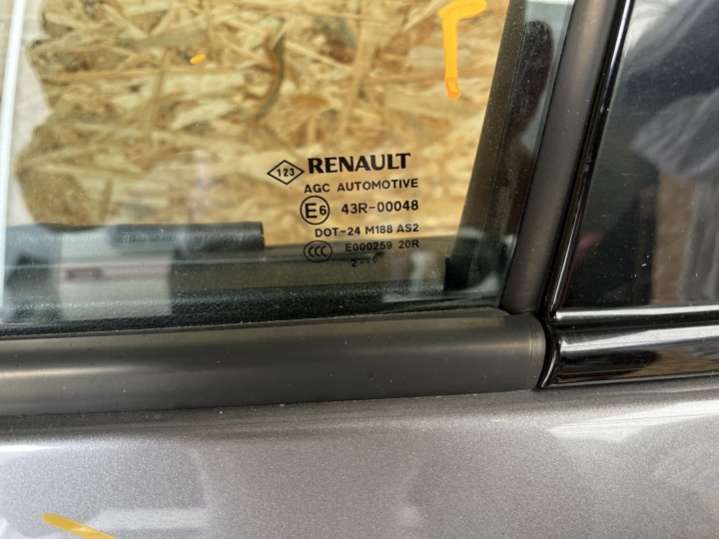 123 RENAULT
AGC AUTOMOTIVE
E6 43R-00048
DOT-24 M188 AS2
CCC E000259 20R